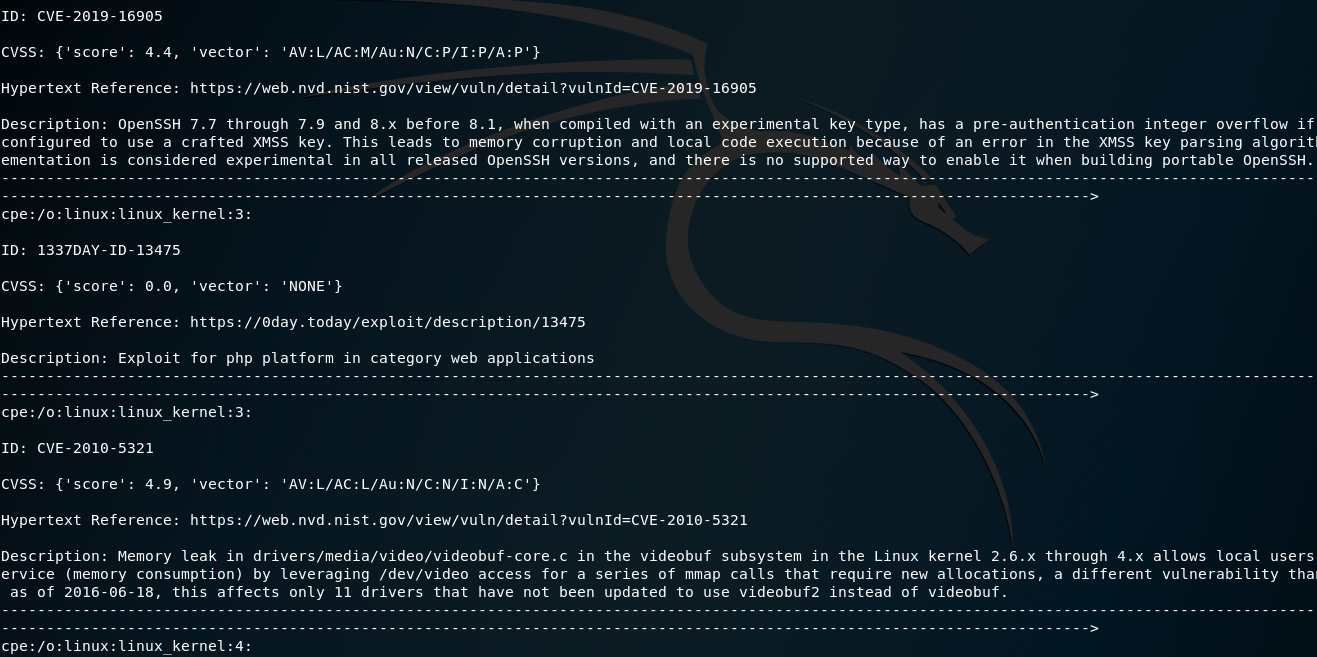 ID: CVE-2019-16905
CVSS: {'score': 4.4, 'vector': 'AV:L/AC:M/Au:N/C:P/I:P/A:P'}
Hypertext Reference: https://web.nvd.nist.gov/view/vuln/detail?vulnId=CVE-2019-16905
Description: OpenSSH 7.7 through 7.9 and 8.x before 8.1, when compiled with an experimental key type, has a pre-authentication integer overflow if
configured to use a crafted XMSS key. This leads to memory corruption and local code execution because of an error in the XMSS key parsing algorith
ementation is considered experimental in all released OpenSSH versions, and there is no supported way to enable it when building portable OpenSSH.
---------------------------------------------------------------------------------------------------------------------------------------------------
------------------------------------------------------------------------------------------------------------------------->
cpe:/o:linux:linux_kernel:3:
ID: 1337DAY-ID-13475
CVSS: {'score': 0.0, 'vector': 'NONE'}
Hypertext Reference: https://0day.today/exploit/description/13475
Description: Exploit for php platform in category web applications
---------------------------------------------------------------------------------------------------------------------------------------------------
------------------------------------------------------------------------------------------------------------------------->
cpe:/o:linux:linux_kernel:3:
ID: CVE-2010-5321
CVSS: {'score': 4.9, 'vector': 'AV:L/AC:L/Au:N/C:N/I:N/A:C'}
Hypertext Reference: https://web.nvd.nist.gov/view/vuln/detail?vulnId=CVE-2010-5321
Description: Memory leak in drivers/media/video/videobuf-core.c in the videobuf subsystem in the Linux kernel 2.6.x through 4.x allows local users
ervice (memory consumption) by leveraging /dev/video access for a series of mmap calls that require new allocations, a different vulnerability than
as of 2016-06-18, this affects only 11 drivers that have not been updated to use videobuf2 instead of videobuf.
---------------------------------------------------------------------------------------------------------------------------------------------------
------------------------------------------------------------------------------------------------------------------------->
cpe:/o:linux:linux_kernel:4: